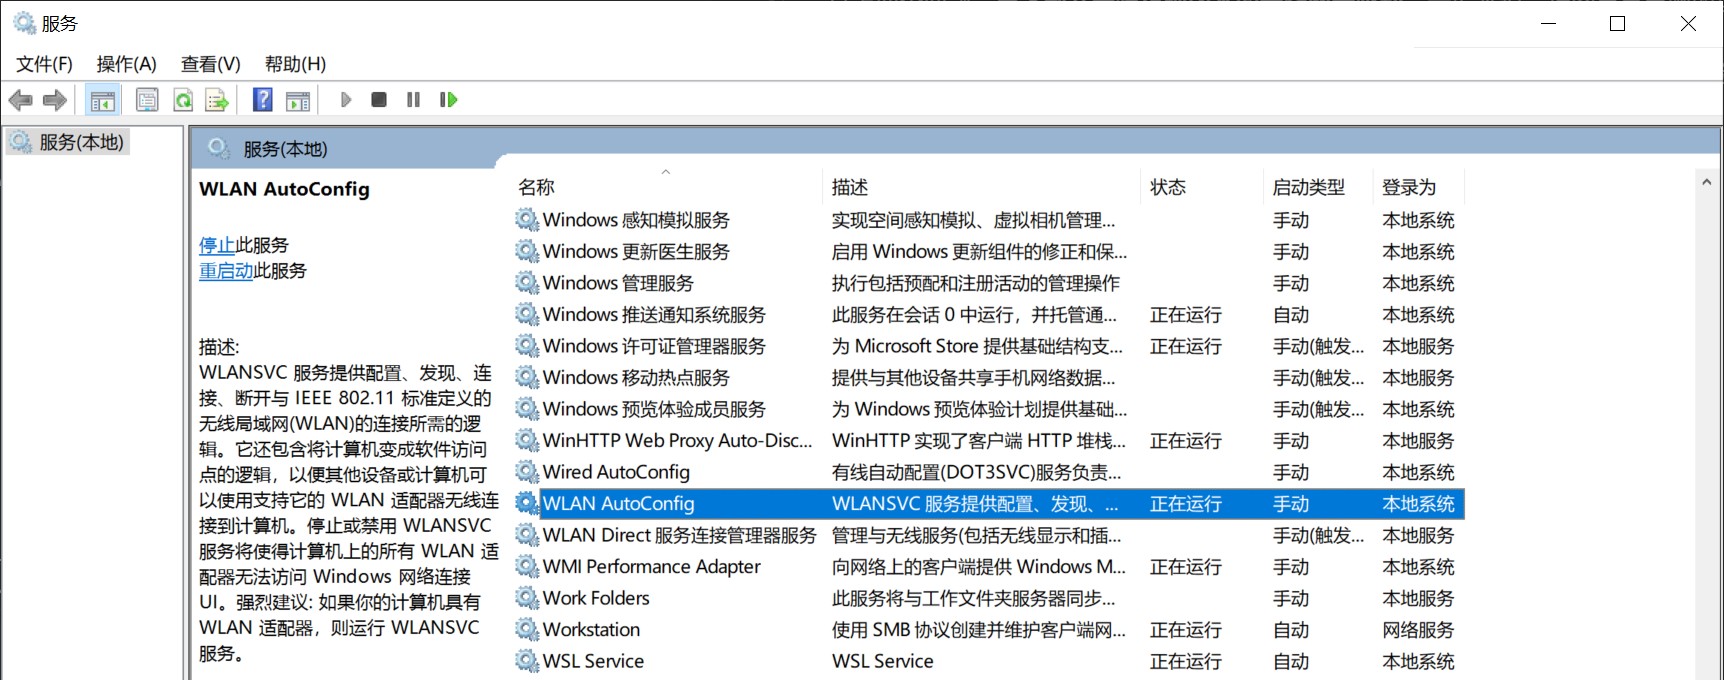 服务
文件(F) 操作(A) 查看(V) 帮助(H)
服务(本地)
服务(本地)
WLAN AutoConfig
停止此服务
重启动此服务
描述:
WLANSVC 服务提供配置、发现、连
接、断开与 IEEE 802.11 标准定义的
无线局域网(WLAN)的连接所需的逻
辑。它还包含将计算机变成软件访问
点的逻辑，以便其他设备或计算机可
以使用支持它的 WLAN 适配器无线连
接到计算机。停止或禁用 WLANSVC
服务将使得计算机上的所有 WLAN 适
配器无法访问 Windows 网络连接
UI。强烈建议: 如果你的计算机具有
WLAN 适配器，则运行 WLANSVC
服务。
名称 描述 状态 启动类型 登录为
Windows 感知模拟服务 实现空间感知模拟、虚拟相机管理... 手动 本地系统
Windows 更新医生服务 启用 Windows 更新组件的修正和保... 手动 本地系统
Windows 管理服务 执行包括预配和注册活动的管理操作 手动 本地系统
Windows 推送通知系统服务 此服务在会话 0 中运行，并托管通... 正在运行 自动 本地系统
Windows 许可证管理器服务 为 Microsoft Store 提供基础结构支... 正在运行 手动(触发... 本地服务
Windows 移动热点服务 提供与其他设备共享手机网络数据... 手动(触发... 本地服务
Windows 预览体验成员服务 为 Windows 预览体验计划提供基础... 手动(触发... 本地系统
WinHTTP Web Proxy Auto-Disc... WinHTTP 实现了客户端 HTTP 堆栈... 正在运行 手动 本地服务
Wired AutoConfig 有线自动配置(DOT3SVC)服务负责... 手动 本地系统
WLAN AutoConfig WLANSVC 服务提供配置、发现、... 正在运行 手动 本地系统
WLAN Direct 服务连接管理器服务 管理与无线服务(包括无线显示和插... 手动(触发... 本地服务
WMI Performance Adapter 向网络上的客户端提供 Windows M... 正在运行 手动 本地系统
Work Folders 此服务将与工作文件夹服务器同步... 手动 本地服务
Workstation 使用 SMB 协议创建并维护客户端网... 正在运行 自动 网络服务
WSL Service WSL Service 正在运行 自动 本地系统